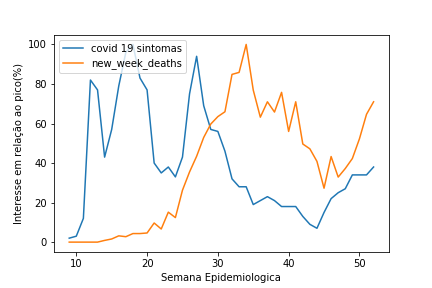 100
80
60
40
20
0
Interesse em relação ao pico(%)
covid 19 sintomas
new_week_deaths
10
20
30
40
50
Semana Epidemiologica